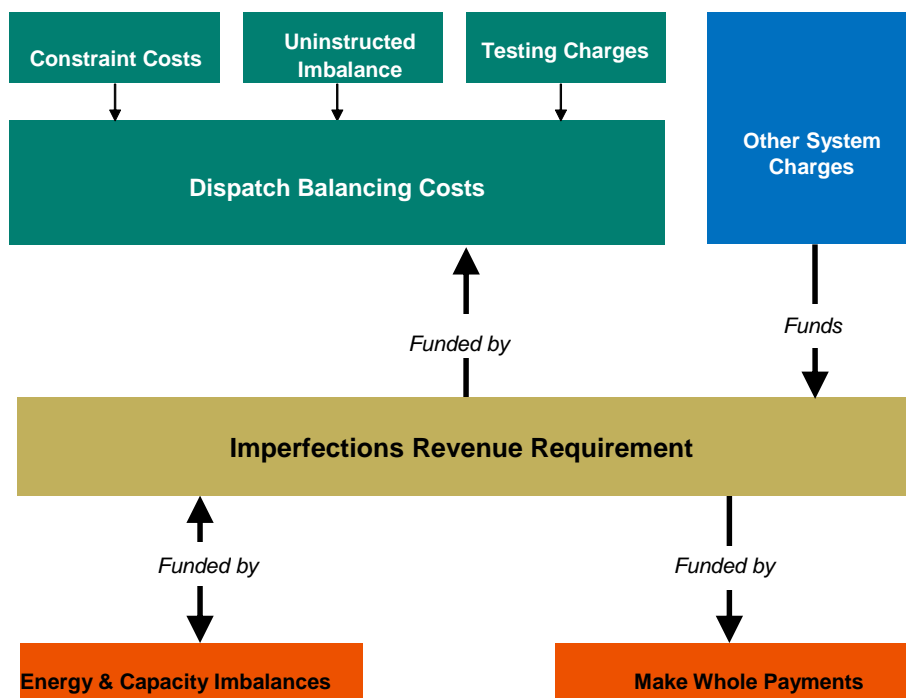 Constraint Costs
Uninstructed
Imbalance
Testing Charges
Other System
Charges
Dispatch Balancing Costs
Funded by
Funds
Imperfections Revenue Requirement
Funded by
Funded by
Energy & Capacity Imbalances
Make Whole Payments